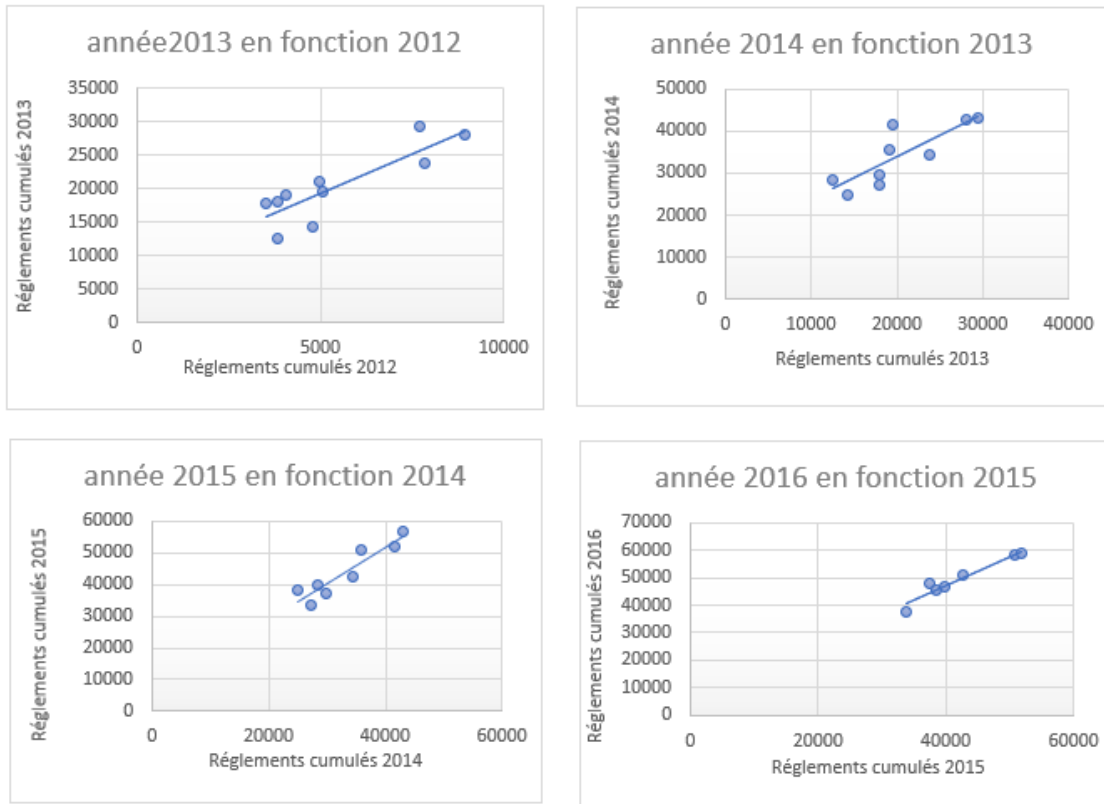 année2013 en fonction 2012
Réglements cumulés 2013
35000
30000
25000
20000
15000
10000
5000
0
0 5000 10000
Réglements cumulés 2012
année 2014 en fonction 2013
Réglements cumulés 2014
50000
40000
30000
20000
10000
0
0 10000 20000 30000 40000
Réglements cumulés 2013
année 2015 en fonction 2014
Réglements cumulés 2015
60000
50000
40000
30000
20000
10000
0
0 20000 40000 60000
Réglements cumulés 2014
année 2016 en fonction 2015
Réglements cumulés 2016
70000
60000
50000
40000
30000
20000
10000
0
0 20000 40000 60000
Réglements cumulés 2015